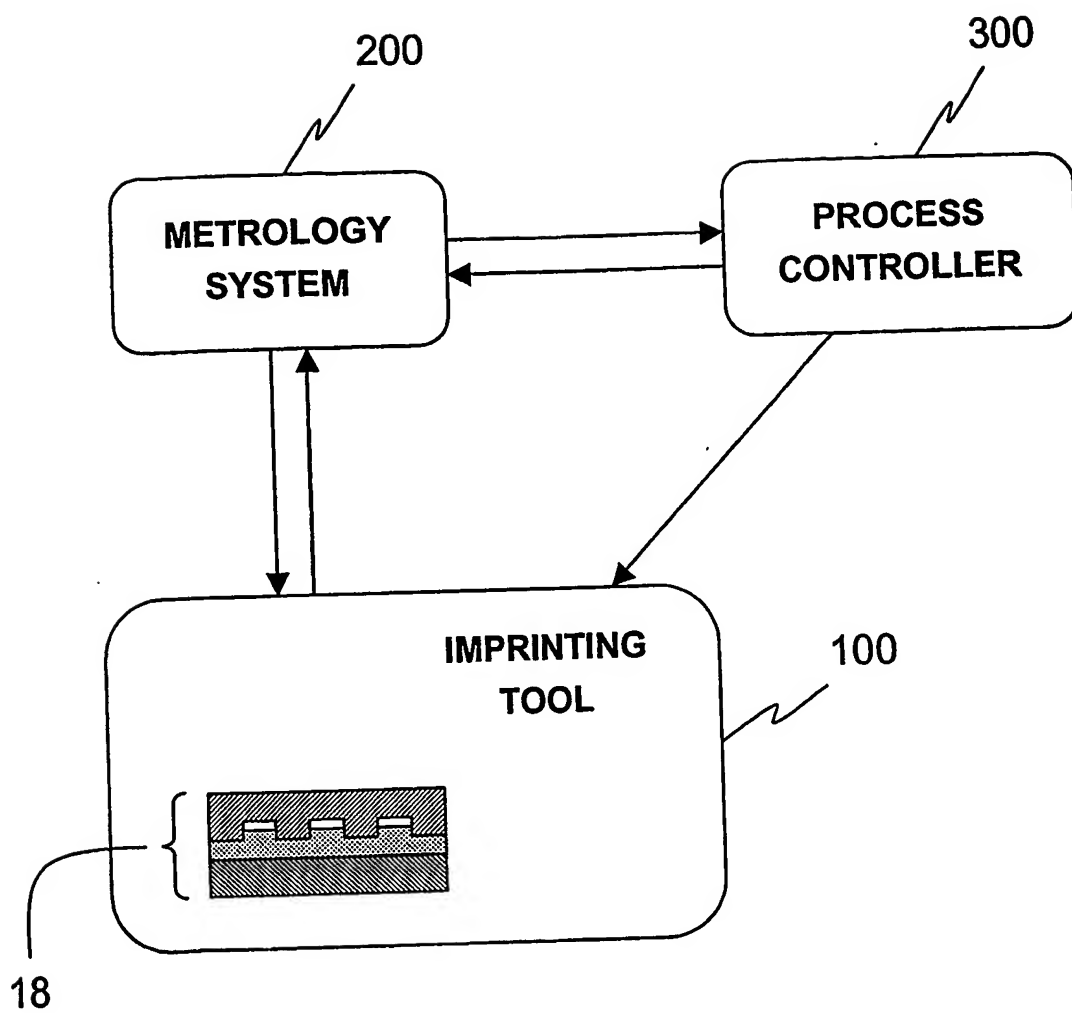 200
300
METROLOGY
SYSTEM
PROCESS
CONTROLLER
IMPRINTING
TOOL
100
18